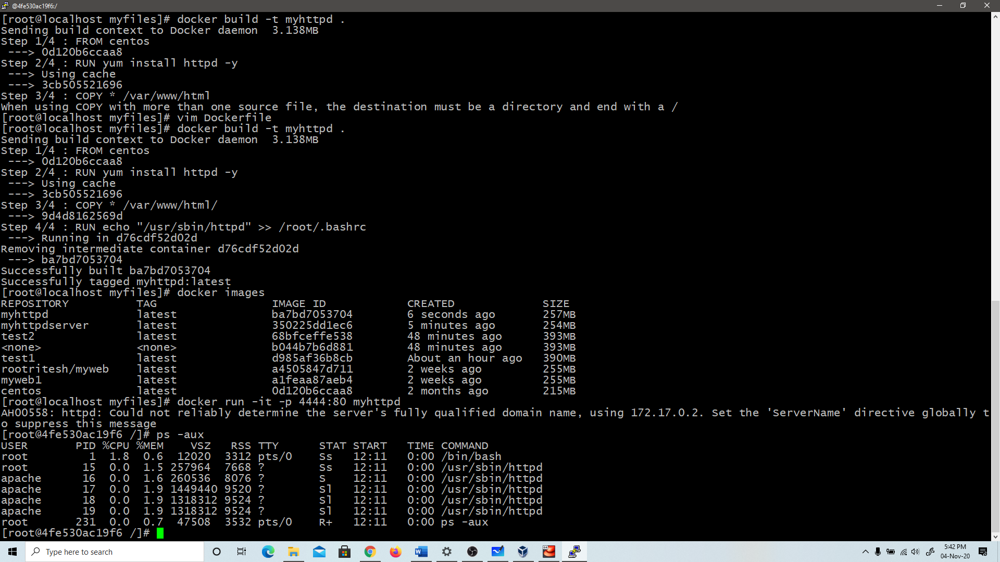 @4fe530ac19f6:/
[root@localhost myfiles]# docker build -t myhttpd .
Sending build context to Docker daemon  3.138MB
Step 1/4 : FROM centos
 ---> 0d120b6ccaa8
Step 2/4 : RUN yum install httpd -y
 ---> Using cache
 ---> 3cb505521696
Step 3/4 : COPY * /var/www/html
When using COPY with more than one source file, the destination must be a directory and end with a /
[root@localhost myfiles]# vim Dockerfile
[root@localhost myfiles]# docker build -t myhttpd .
Sending build context to Docker daemon  3.138MB
Step 1/4 : FROM centos
 ---> 0d120b6ccaa8
Step 2/4 : RUN yum install httpd -y
 ---> Using cache
 ---> 3cb505521696
Step 3/4 : COPY * /var/www/html/
 ---> 9d4d8162569d
Step 4/4 : RUN echo "/usr/sbin/httpd" >> /root/.bashrc
 ---> Running in d76cdf52d02d
Removing intermediate container d76cdf52d02d
 ---> ba7bd7053704
Successfully built ba7bd7053704
Successfully tagged myhttpd:latest
[root@localhost myfiles]# docker images
REPOSITORY          TAG                 IMAGE ID            CREATED             SIZE
myhttpd             latest              ba7bd7053704        6 seconds ago       257MB
myhttpdserver       latest              350225dd1ec6        5 minutes ago       254MB
test2               latest              68bfceffe538        48 minutes ago      393MB
<none>              <none>              b044b7b6d881        48 minutes ago      393MB
test1               latest              d985af36b8cb        About an hour ago   390MB
rootritesh/myweb    latest              a4505847d711        2 weeks ago         255MB
myweb1              latest              a1feaa87aeb4        2 weeks ago         255MB
centos              latest              0d120b6ccaa8        2 months ago        215MB
[root@localhost myfiles]# docker run -it -p 4444:80 myhttpd
AH00558: httpd: Could not reliably determine the server's fully qualified domain name, using 172.17.0.2. Set the 'ServerName' directive globally t
o suppress this message
[root@4fe530ac19f6 /]# ps -aux
USER       PID %CPU %MEM    VSZ   RSS TTY      STAT START   TIME COMMAND
root         1  1.8  0.6  12020  3312 pts/0    Ss   12:11   0:00 /bin/bash
root        15  0.0  1.5 257964  7668 ?        Ss   12:11   0:00 /usr/sbin/httpd
apache      16  0.0  1.6 260536  8076 ?        S    12:11   0:00 /usr/sbin/httpd
apache      17  0.0  1.9 1449440 9520 ?        Sl   12:11   0:00 /usr/sbin/httpd
apache      18  0.0  1.9 1318312 9524 ?        Sl   12:11   0:00 /usr/sbin/httpd
apache      19  0.0  1.9 1318312 9524 ?        Sl   12:11   0:00 /usr/sbin/httpd
root       231  0.0  0.7  47508  3532 pts/0    R+   12:11   0:00 ps -aux
[root@4fe530ac19f6 /]#
Type here to search
5:42 PM
04-Nov-20